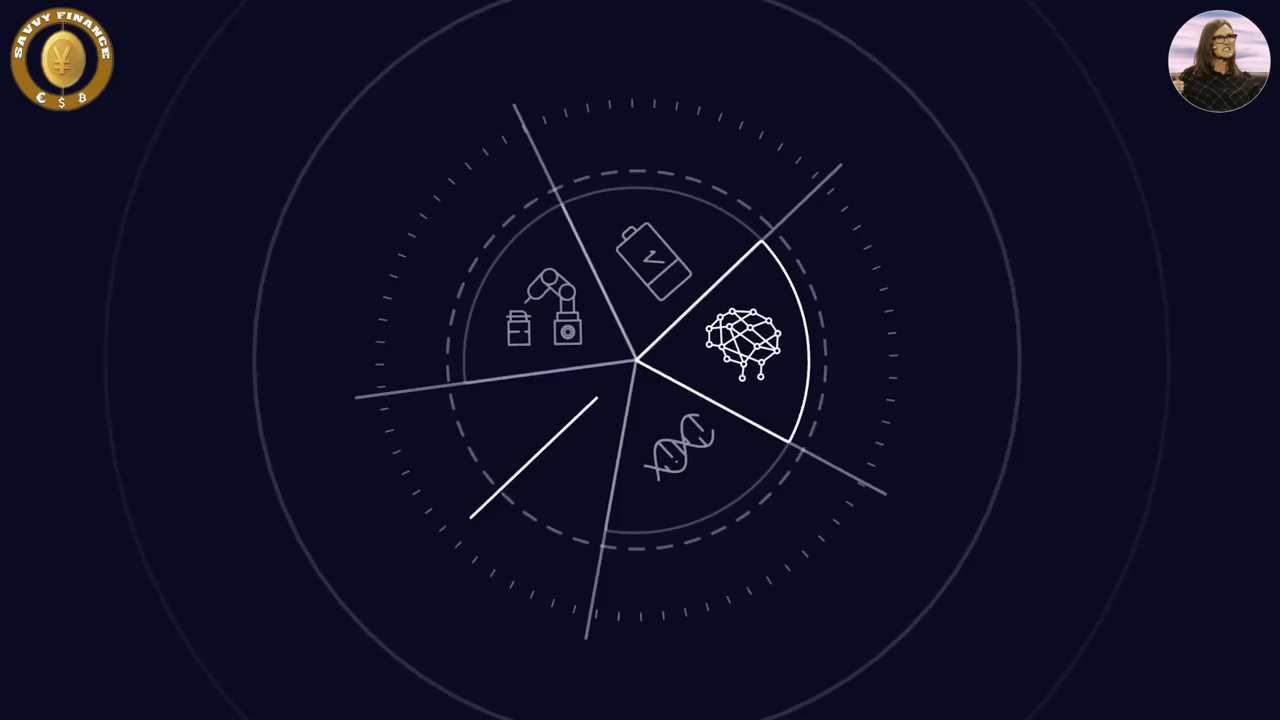 SAVVY FINANCE
¥
€ $ ₿